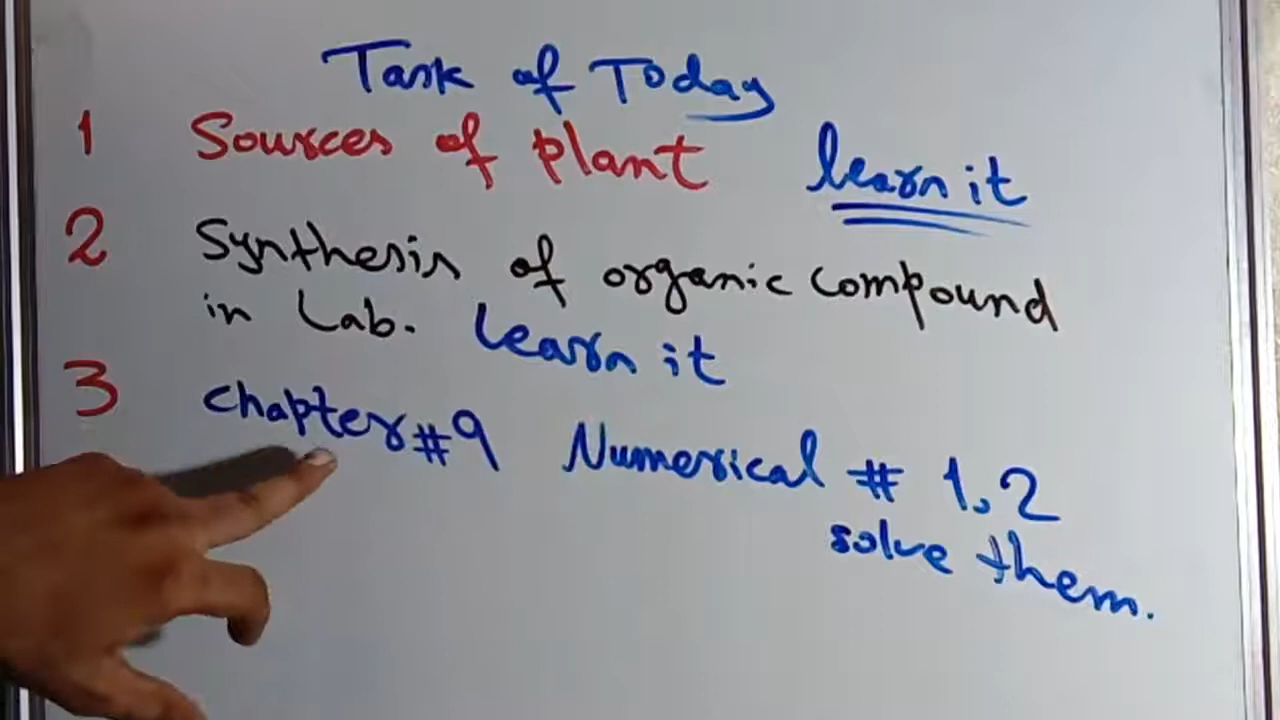 Task of Today
1 Sources of plant learn it
2 Synthesis of organic compound
in Lab. Learn it
3 Chapter #9 Numerical # 1,2
solve them.